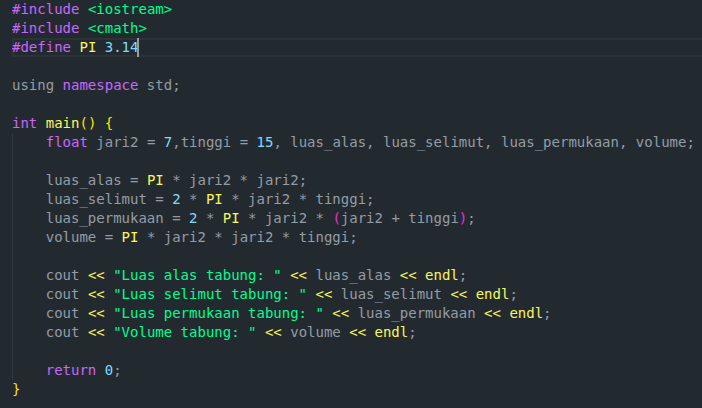 #include <iostream>
#include <cmath>
#define PI 3.14
using namespace std;
int main() {
float jari2 = 7,tinggi = 15, luas_alas, luas_selimut, luas_permukaan, volume;
luas_alas = PI * jari2 * jari2;
luas_selimut = 2 * PI * jari2 * tinggi;
luas_permukaan = 2 * PI * jari2 * (jari2 + tinggi);
volume = PI * jari2 * jari2 * tinggi;
cout << "Luas alas tabung: " << luas_alas << endl;
cout << "Luas selimut tabung: " << luas_selimut << endl;
cout << "Luas permukaan tabung: " << luas_permukaan << endl;
cout << "Volume tabung: " << volume << endl;
return 0;
}